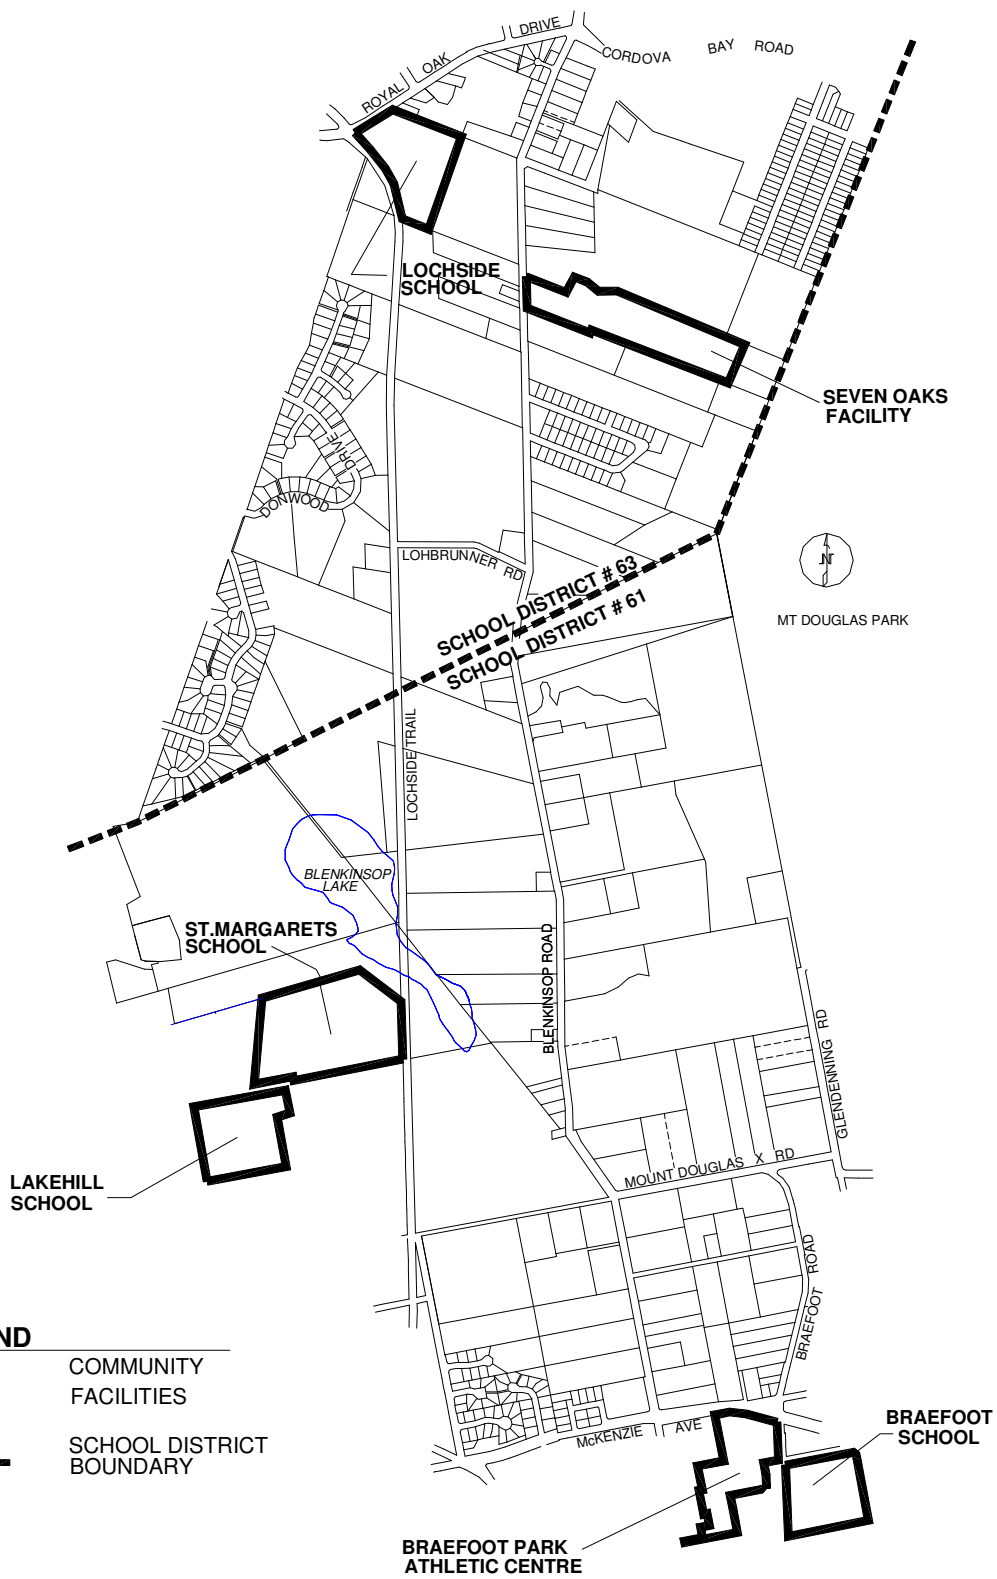 DRIVE
CORDOVA BAY ROAD
ROYAL OAK
LOCHSIDE
SCHOOL
SEVEN OAKS
FACILITY
DRIVE
DONWOOD
LOHBRUNNER RD
SCHOOL DISTRICT # 63
SCHOOL DISTRICT # 61
N
MT DOUGLAS PARK
LOCHSIDE TRAIL
BLENKINSOP
LAKE
ST.MARGARETS
SCHOOL
BLENKINSOP ROAD
GLENDENNING RD
MOUNT DOUGLAS X RD
LAKEHILL
SCHOOL
BRAEFOOT ROAD
ND
COMMUNITY
FACILITIES
SCHOOL DISTRICT
BOUNDARY
McKENZIE AVE
BRAEFOOT
SCHOOL
BRAEFOOT PARK
ATHLETIC CENTRE